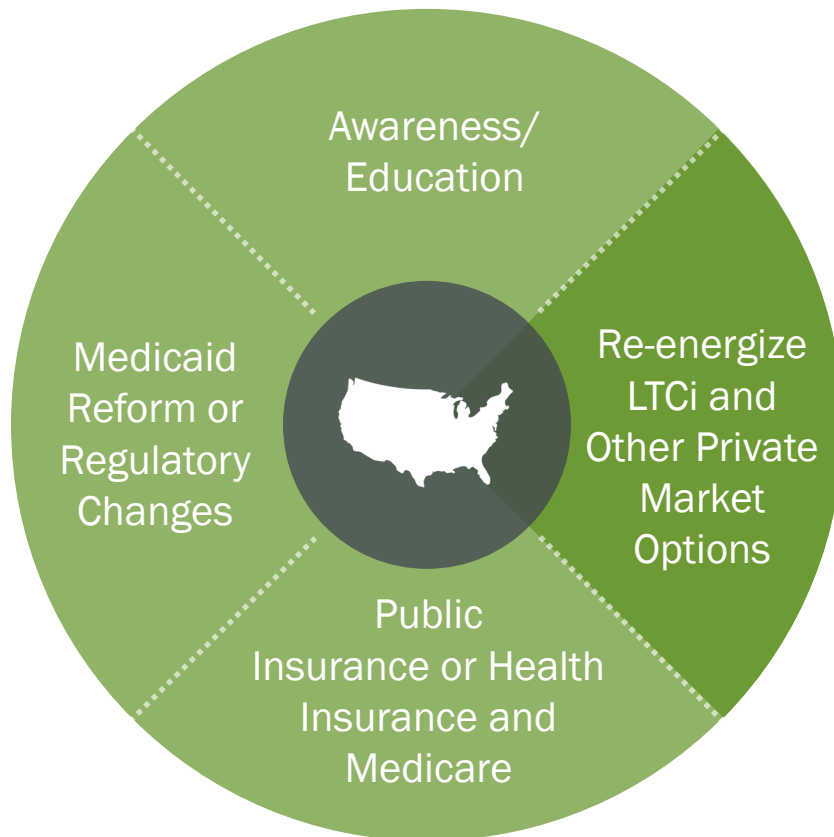 Awareness/
Education
Medicaid
Reform or
Regulatory
Changes
Re-energize
LTCi and
Other Private
Market
Options
Public
Insurance or Health
Insurance and
Medicare